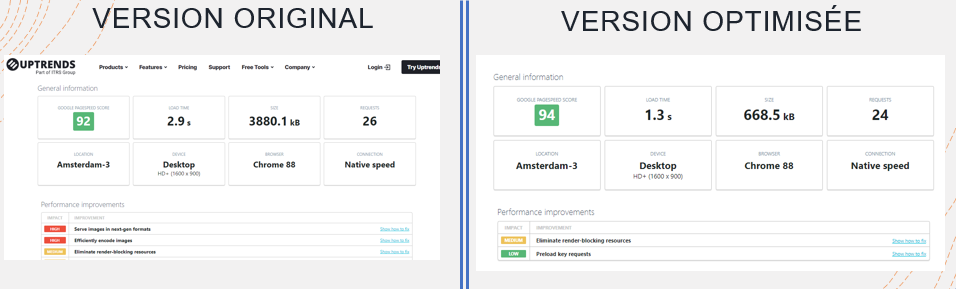 VERSION ORIGINAL
UPTRENDS
Part of ITRS Group
Products Features Pricing Support Free Tools Company Login Try Uptrends
General information
GOOGLE PAGESPEED SCORE LOAD TIME SIZE REQUESTS
92 2.9 s 3880.1 kB 26
LOCATION DEVICE BROWSER CONNECTION
Amsterdam-3 Desktop Chrome 88 Native speed
HD+ (1600 x 900)
Performance improvements
IMPACT IMPROVEMENT
HIGH Serve images in next-gen formats Show how to fix
HIGH Efficiently encode images Show how to fix
MEDIUM Eliminate render-blocking resources Show how to fix
VERSION OPTIMISÉE
General information
GOOGLE PAGESPEED SCORE LOAD TIME SIZE REQUESTS
94 1.3 s 668.5 kB 24
LOCATION DEVICE BROWSER CONNECTION
Amsterdam-3 Desktop Chrome 88 Native speed
HD+ (1600 x 900)
Performance improvements
IMPACT IMPROVEMENT
MEDIUM Eliminate render-blocking resources Show how to fix
LOW Preload key requests Show how to fix